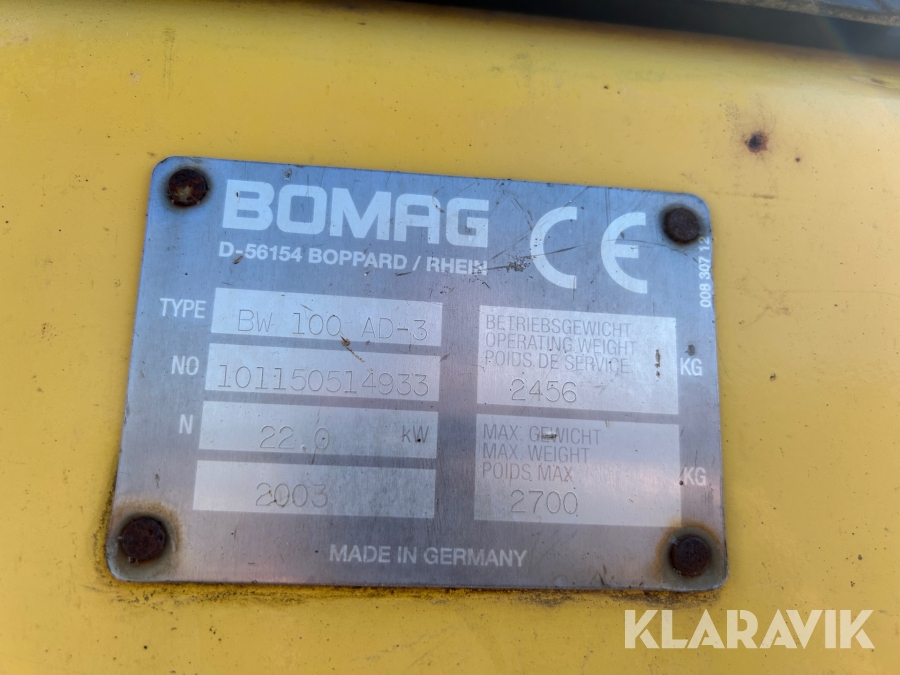 BOMAG
D-56154 BOPPARD / RHEIN
CE
008 307 12
TYPE BW 100 AD-3
NO 101150514933
N 22.0 kW
2003
BETRIEBSGEWICHT
OPERATING WEIGHT
POIDS DE SERVICE
2456 KG
MAX. GEWICHT
MAX. WEIGHT
POIDS MAX.
2700 KG
MADE IN GERMANY
KLARAVIK